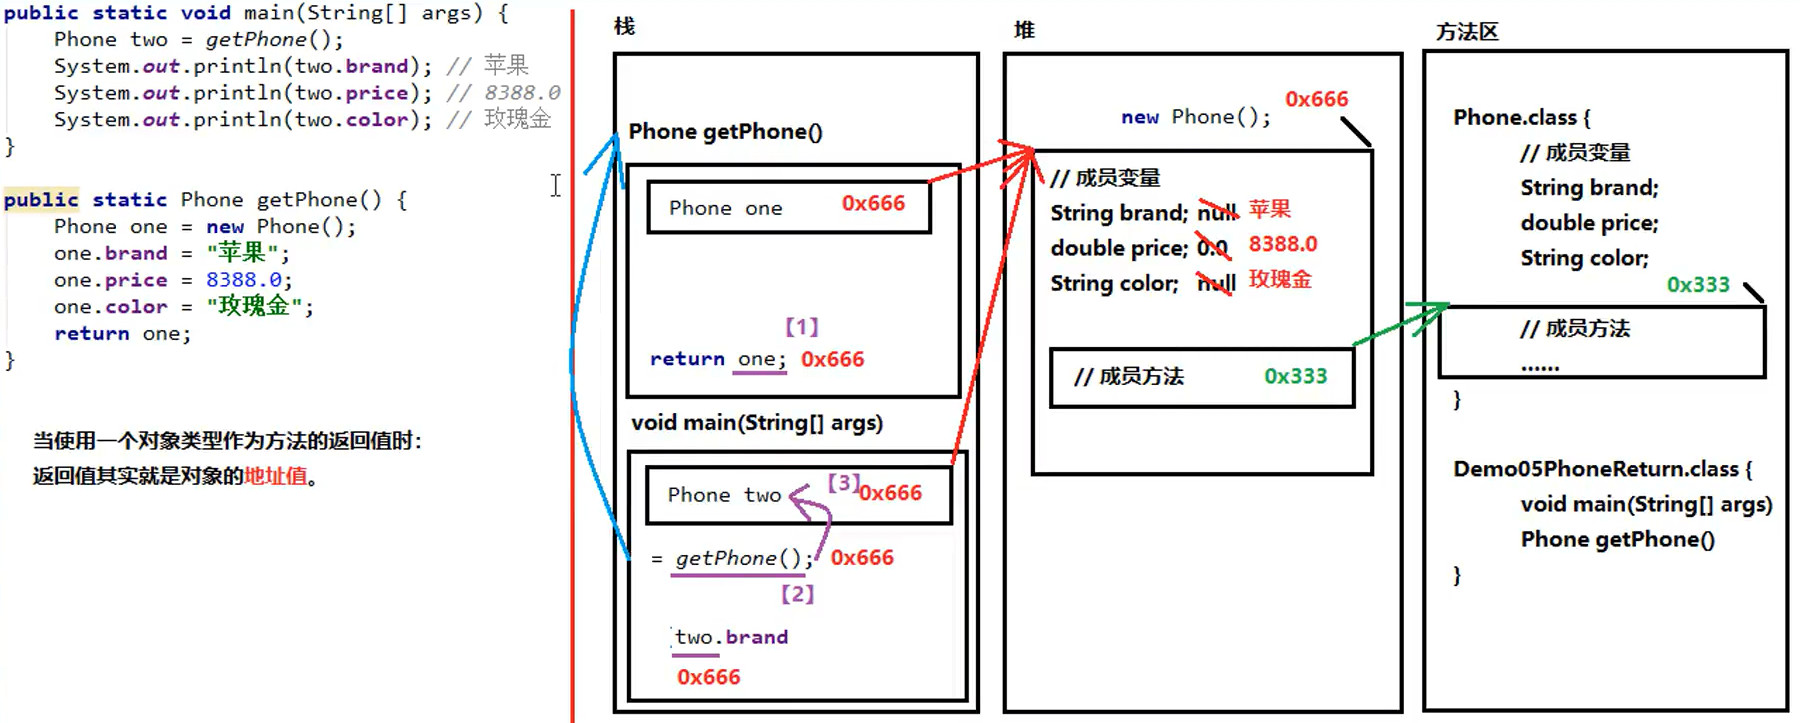 public static void main(String[] args) {
Phone two = getPhone();
System.out.println(two.brand); // 苹果
System.out.println(two.price); // 8388.0
System.out.println(two.color); // 玫瑰金
}
public static Phone getPhone() {
Phone one = new Phone();
one.brand = "苹果";
one.price = 8388.0;
one.color = "玫瑰金";
return one;
}
当使用一个对象类型作为方法的返回值时：
返回值其实就是对象的地址值。
栈
Phone getPhone()
Phone one 0x666
【1】
return one; 0x666
void main(String[] args)
Phone two 【3】 0x666
= getPhone(); 0x666
【2】
two.brand
0x666
堆
0x666
new Phone();
// 成员变量
String brand; null 苹果
double price; 0.0 8388.0
String color; null 玫瑰金
// 成员方法 0x333
方法区
Phone.class {
// 成员变量
String brand;
double price;
String color;
0x333
// 成员方法
......
}
Demo05PhoneReturn.class {
void main(String[] args)
Phone getPhone()
}